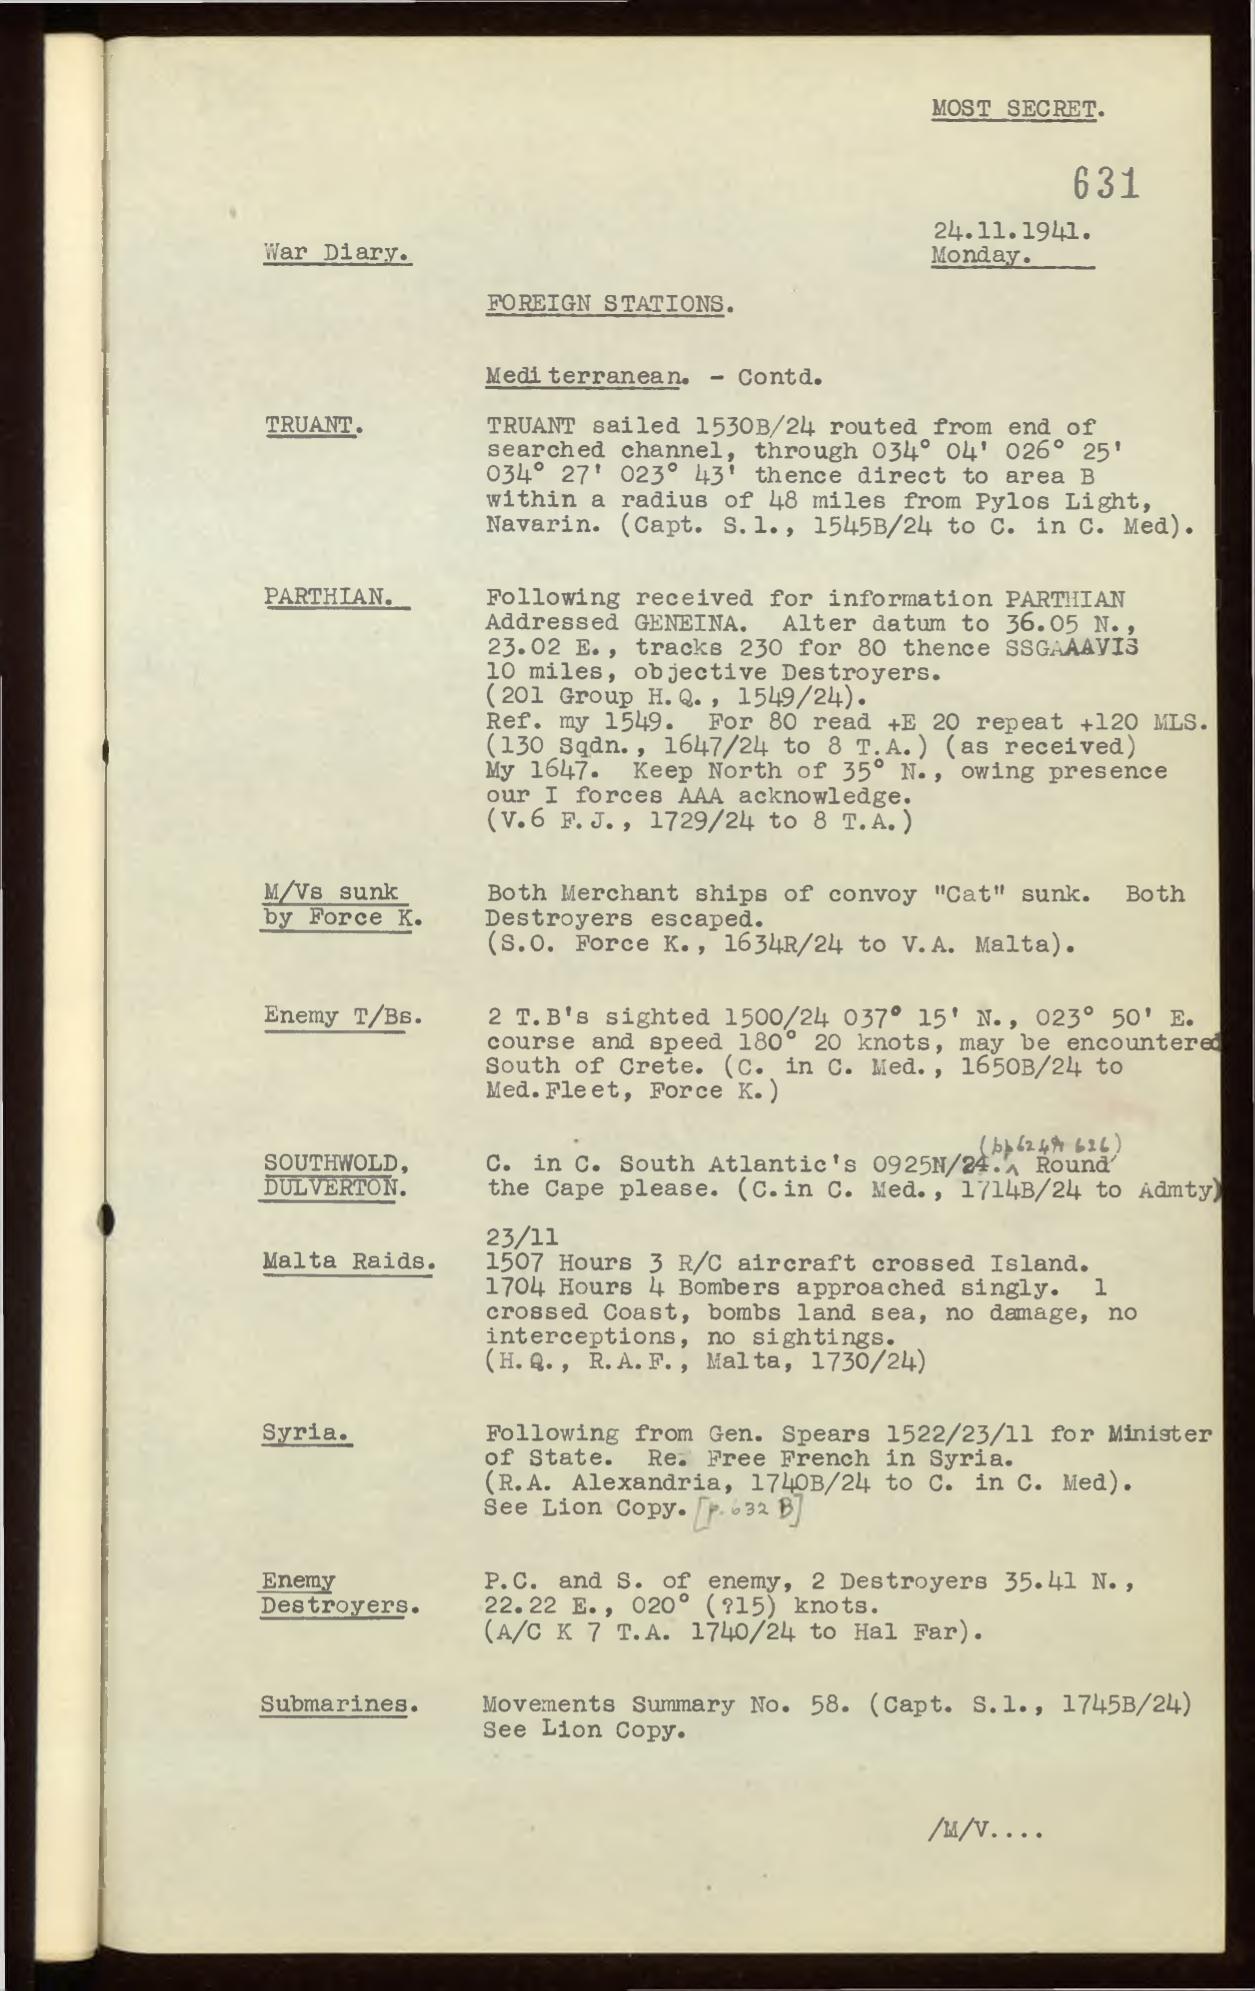 MOST SECRET.
631
24.11.1941.
War Diary.
Monday.
FOREIGN STATIONS.
Mediterranean. - Contd.
TRUANT. TRUANT sailed 1530B/24 routed from end of
searched channel, through 034° 04' 026° 25'
034° 27' 023° 43' thence direct to area B
within a radius of 48 miles from Pylos Light,
Navarin. (Capt. S.1., 1545B/24 to C. in C. Med).
PARTHIAN. Following received for information PARTHIAN
Addressed GENEINA. Alter datum to 36.05 N.,
23.02 E., tracks 230 for 80 thence SSGAAAVIS
10 miles, objective Destroyers.
(201 Group H.Q., 1549/24).
Ref. my 1549. For 80 read +E 20 repeat +120 MLS.
(130 Sqdn., 1647/24 to 8 T.A.) (as received)
My 1647. Keep North of 35° N., owing presence
our I forces AAA acknowledge.
(V.6 F.J., 1729/24 to 8 T.A.)
M/Vs sunk Both Merchant ships of convoy "Cat" sunk. Both
by Force K. Destroyers escaped.
(S.O. Force K., 1634R/24 to V.A. Malta).
Enemy T/Bs. 2 T.B's sighted 1500/24 037° 15' N., 023° 50' E.
course and speed 180° 20 knots, may be encountered
South of Crete. (C. in C. Med., 1650B/24 to
Med.Fleet, Force K.)
(pp 624A 626)
SOUTHWOLD, C. in C. South Atlantic's 0925N/24. Round
DULVERTON. the Cape please. (C.in C. Med., 1714B/24 to Admty)
23/11
Malta Raids. 1507 Hours 3 R/C aircraft crossed Island.
1704 Hours 4 Bombers approached singly. 1
crossed Coast, bombs land sea, no damage, no
interceptions, no sightings.
(H.Q., R.A.F., Malta, 1730/24)
Syria. Following from Gen. Spears 1522/23/11 for Minister
of State. Re. Free French in Syria.
(R.A. Alexandria, 1740B/24 to C. in C. Med).
See Lion Copy. [p. 632 B]
Enemy P.C. and S. of enemy, 2 Destroyers 35.41 N.,
Destroyers. 22.22 E., 020° (?15) knots.
(A/C K 7 T.A. 1740/24 to Hal Far).
Submarines. Movements Summary No. 58. (Capt. S.1., 1745B/24)
See Lion Copy.
/M/V....